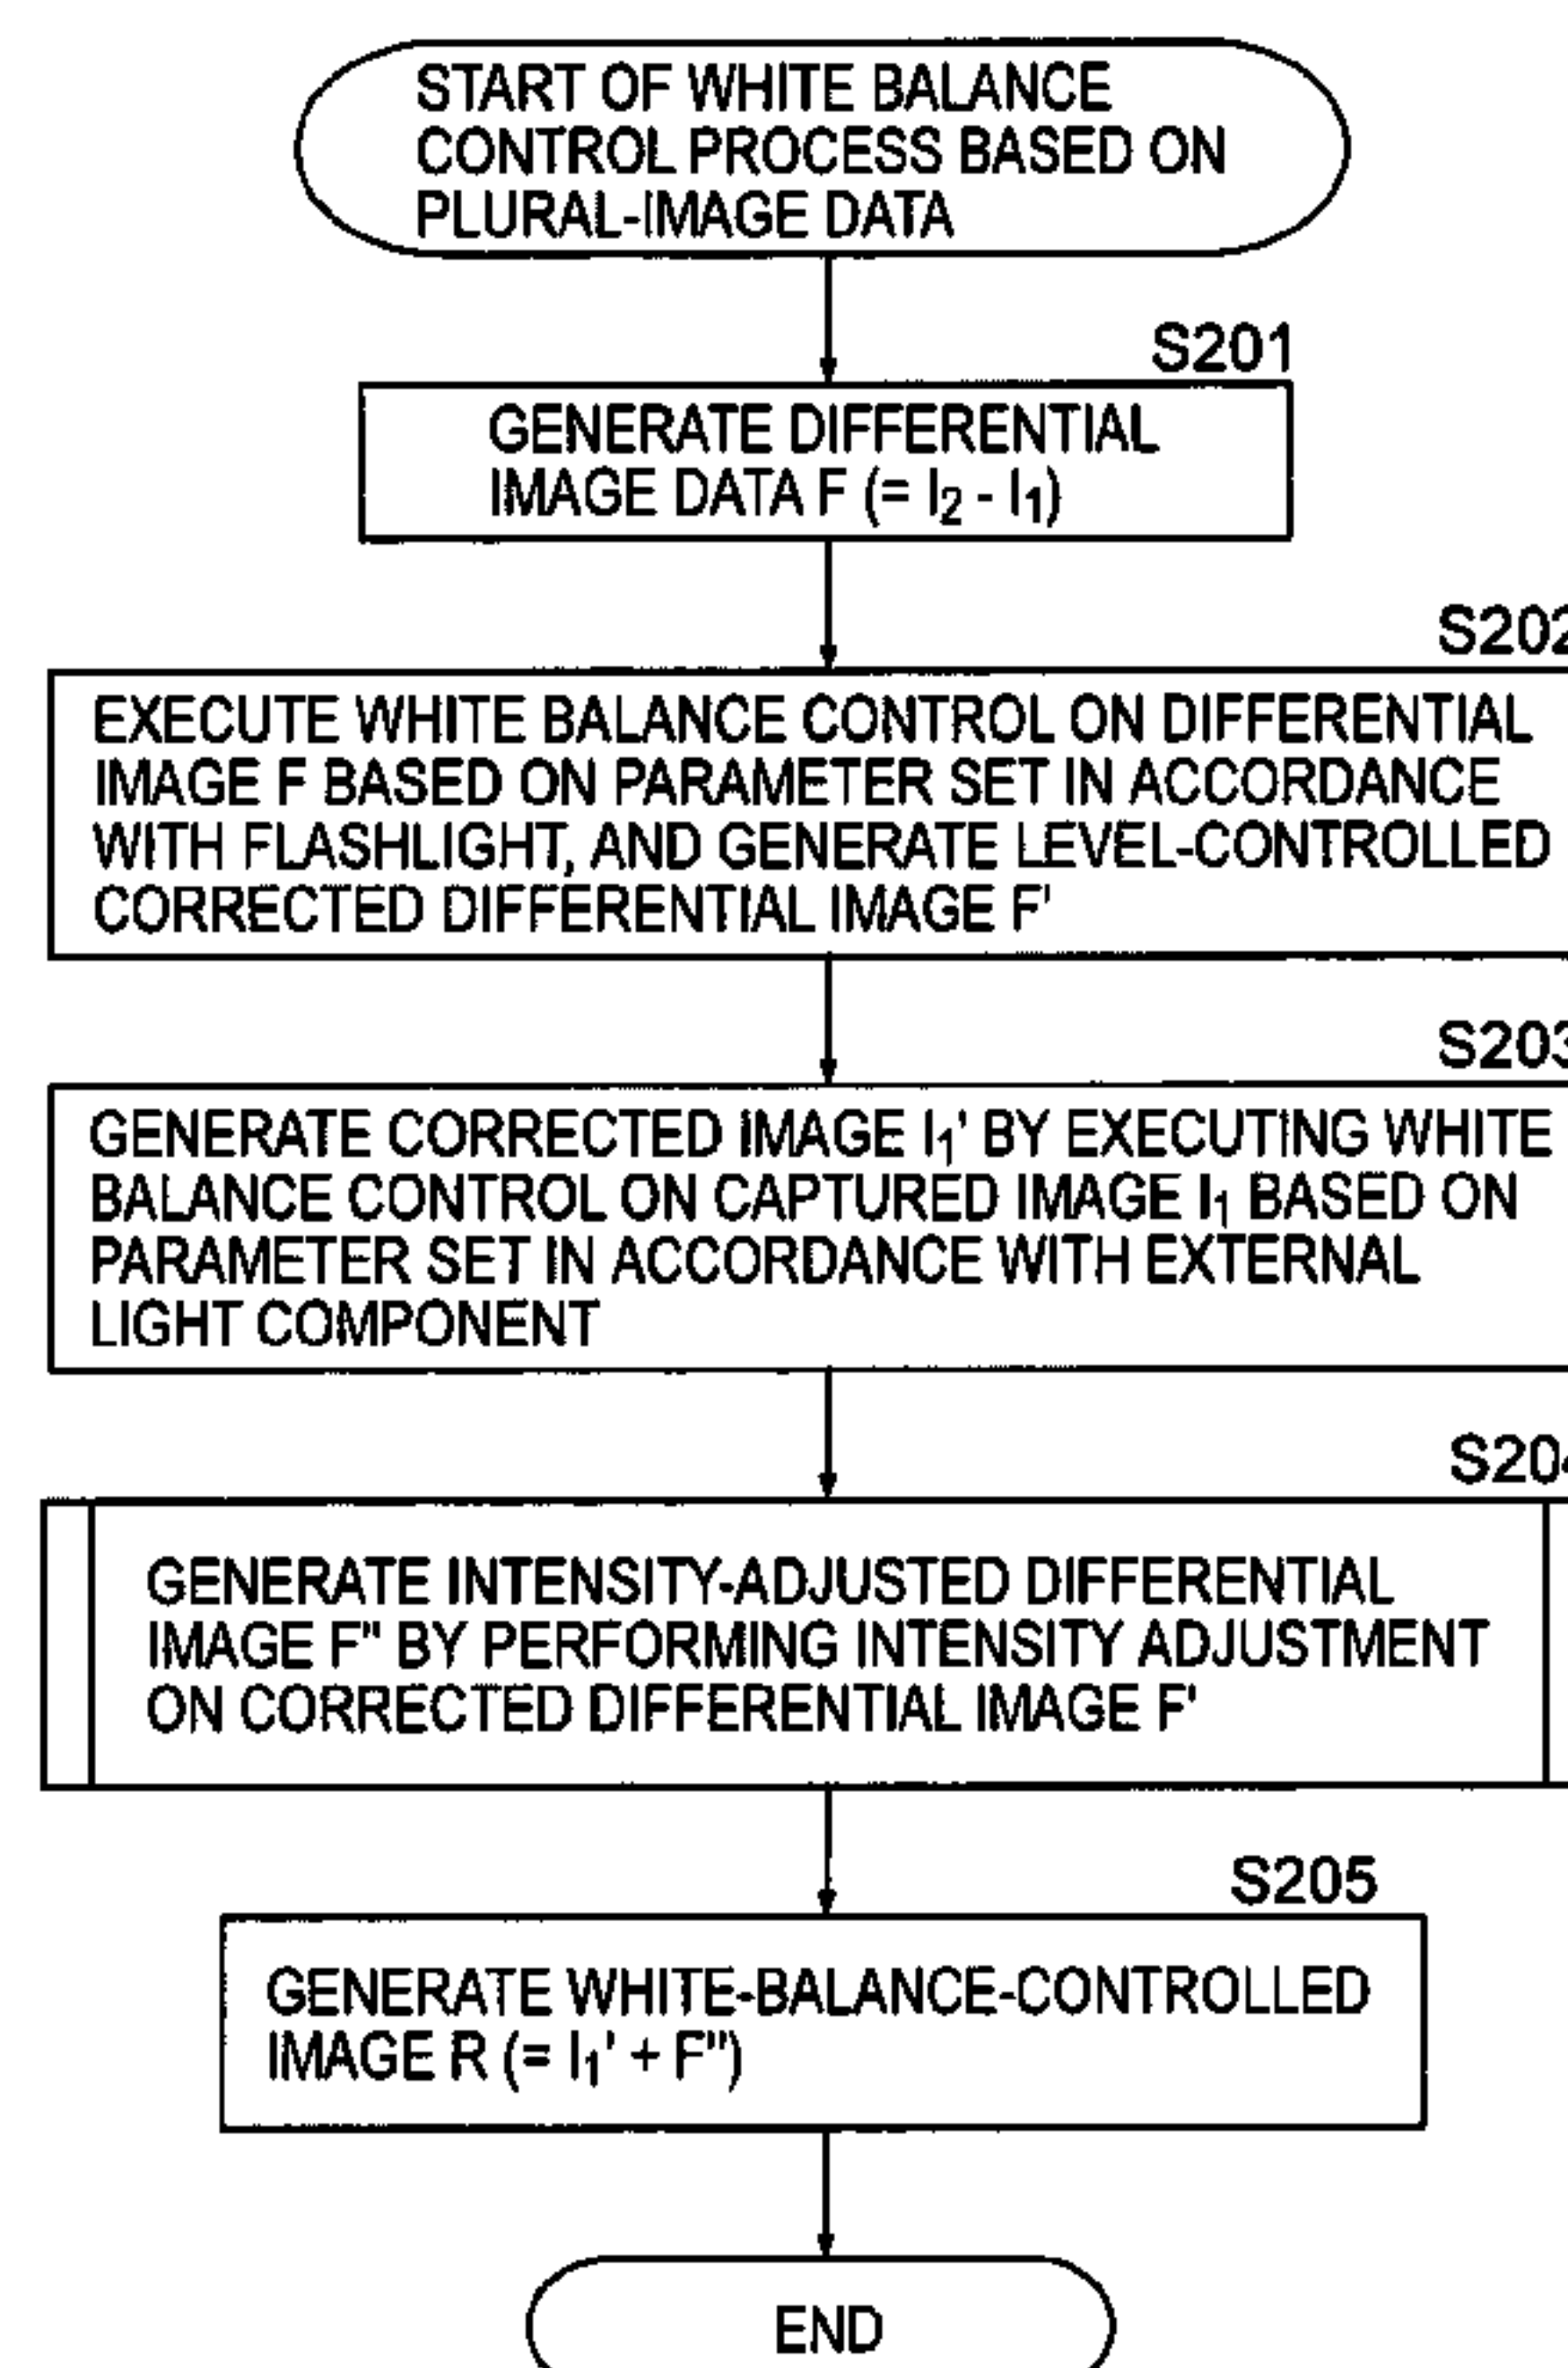 START OF WHITE BALANCE
CONTROL PROCESS BASED ON
PLURAL-IMAGE DATA
S201
GENERATE DIFFERENTIAL
IMAGE DATA F (= I₂ - I₁)
S202
EXECUTE WHITE BALANCE CONTROL ON DIFFERENTIAL
IMAGE F BASED ON PARAMETER SET IN ACCORDANCE
WITH FLASHLIGHT, AND GENERATE LEVEL-CONTROLLED
CORRECTED DIFFERENTIAL IMAGE F'
S203
GENERATE CORRECTED IMAGE I₁' BY EXECUTING WHITE
BALANCE CONTROL ON CAPTURED IMAGE I₁ BASED ON
PARAMETER SET IN ACCORDANCE WITH EXTERNAL
LIGHT COMPONENT
S204
GENERATE INTENSITY-ADJUSTED DIFFERENTIAL
IMAGE F" BY PERFORMING INTENSITY ADJUSTMENT
ON CORRECTED DIFFERENTIAL IMAGE F'
S205
GENERATE WHITE-BALANCE-CONTROLLED
IMAGE R (= I₁' + F")
END